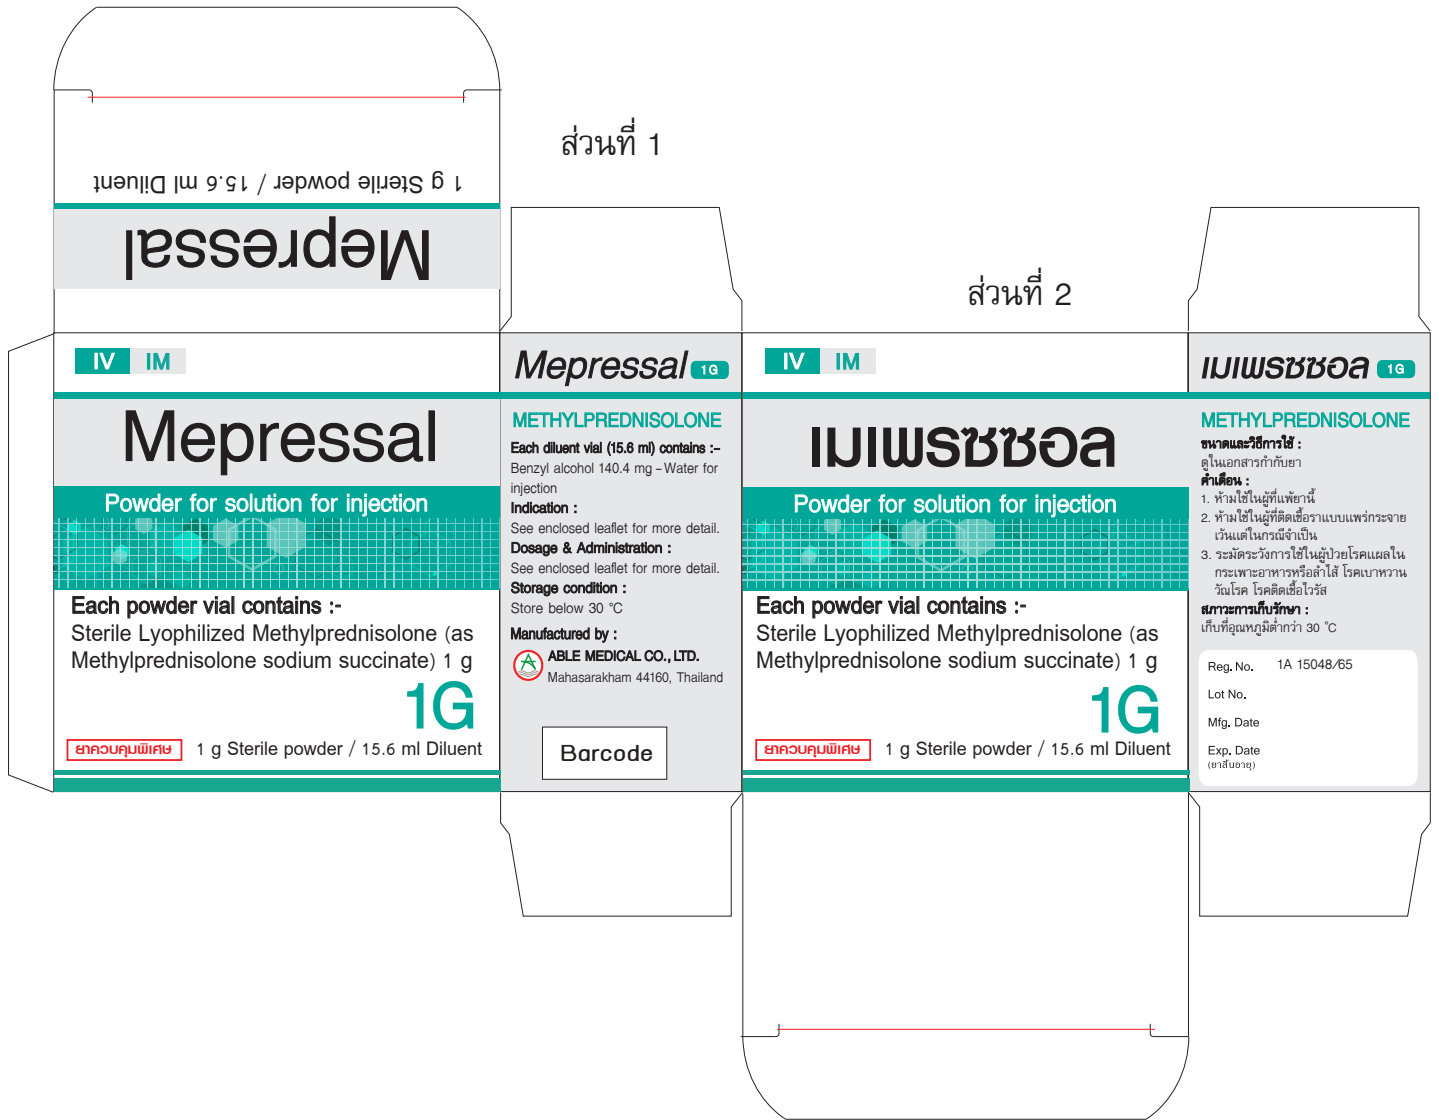 ส่วนที่ 1
1 g Sterile powder / 15.6 ml Diluent
Mepressal
IV IM
Mepressal
Powder for solution for injection
Each powder vial contains :-
Sterile Lyophilized Methylprednisolone (as
Methylprednisolone sodium succinate) 1 g
1G
ยาควบคุมพิเศษ 1 g Sterile powder / 15.6 ml Diluent
Mepressal 1G
METHYLPREDNISOLONE
Each diluent vial (15.6 ml) contains :-
Benzyl alcohol 140.4 mg - Water for
injection
Indication :
See enclosed leaflet for more detail.
Dosage & Administration :
See enclosed leaflet for more detail.
Storage condition :
Store below 30 °C
Manufactured by :
ABLE MEDICAL CO., LTD.
Mahasarakham 44160, Thailand
Barcode
ส่วนที่ 2
IV IM
เมเพรซซอล
Powder for solution for injection
Each powder vial contains :-
Sterile Lyophilized Methylprednisolone (as
Methylprednisolone sodium succinate) 1 g
1G
ยาควบคุมพิเศษ 1 g Sterile powder / 15.6 ml Diluent
เมเพรซซอล 1G
METHYLPREDNISOLONE
ขนาดและวิธีการใช้ :
ดูในเอกสารกำกับยา
คำเตือน :
1. ห้ามใช้ในผู้ที่แพ้ยานี้
2. ห้ามใช้ในผู้ที่ติดเชื้อราแบบแพร่กระจาย
เว้นแต่ในกรณีจำเป็น
3. ระมัดระวังการใช้ในผู้ป่วยโรคแผลใน
กระเพาะอาหารหรือลำไส้ โรคเบาหวาน
วัณโรค โรคติดเชื้อไวรัส
สภาวะการเก็บรักษา :
เก็บที่อุณหภูมิต่ำกว่า 30 °C
Reg. No. 1A 15048/65
Lot No.
Mfg. Date
Exp. Date
(ยาสิ้นอายุ)